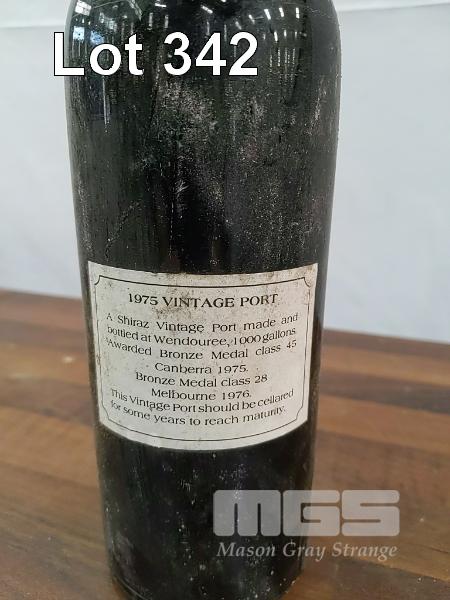 Lot 342
1975 VINTAGE PORT
A Shiraz Vintage Port made and
bottled at Wendouree, 1000 gallons.
Awarded Bronze Medal class 45
Canberra 1975.
Bronze Medal class 28
Melbourne 1976.
This Vintage Port should be cellared
for some years to reach maturity.
MGS
Mason Gray Strange